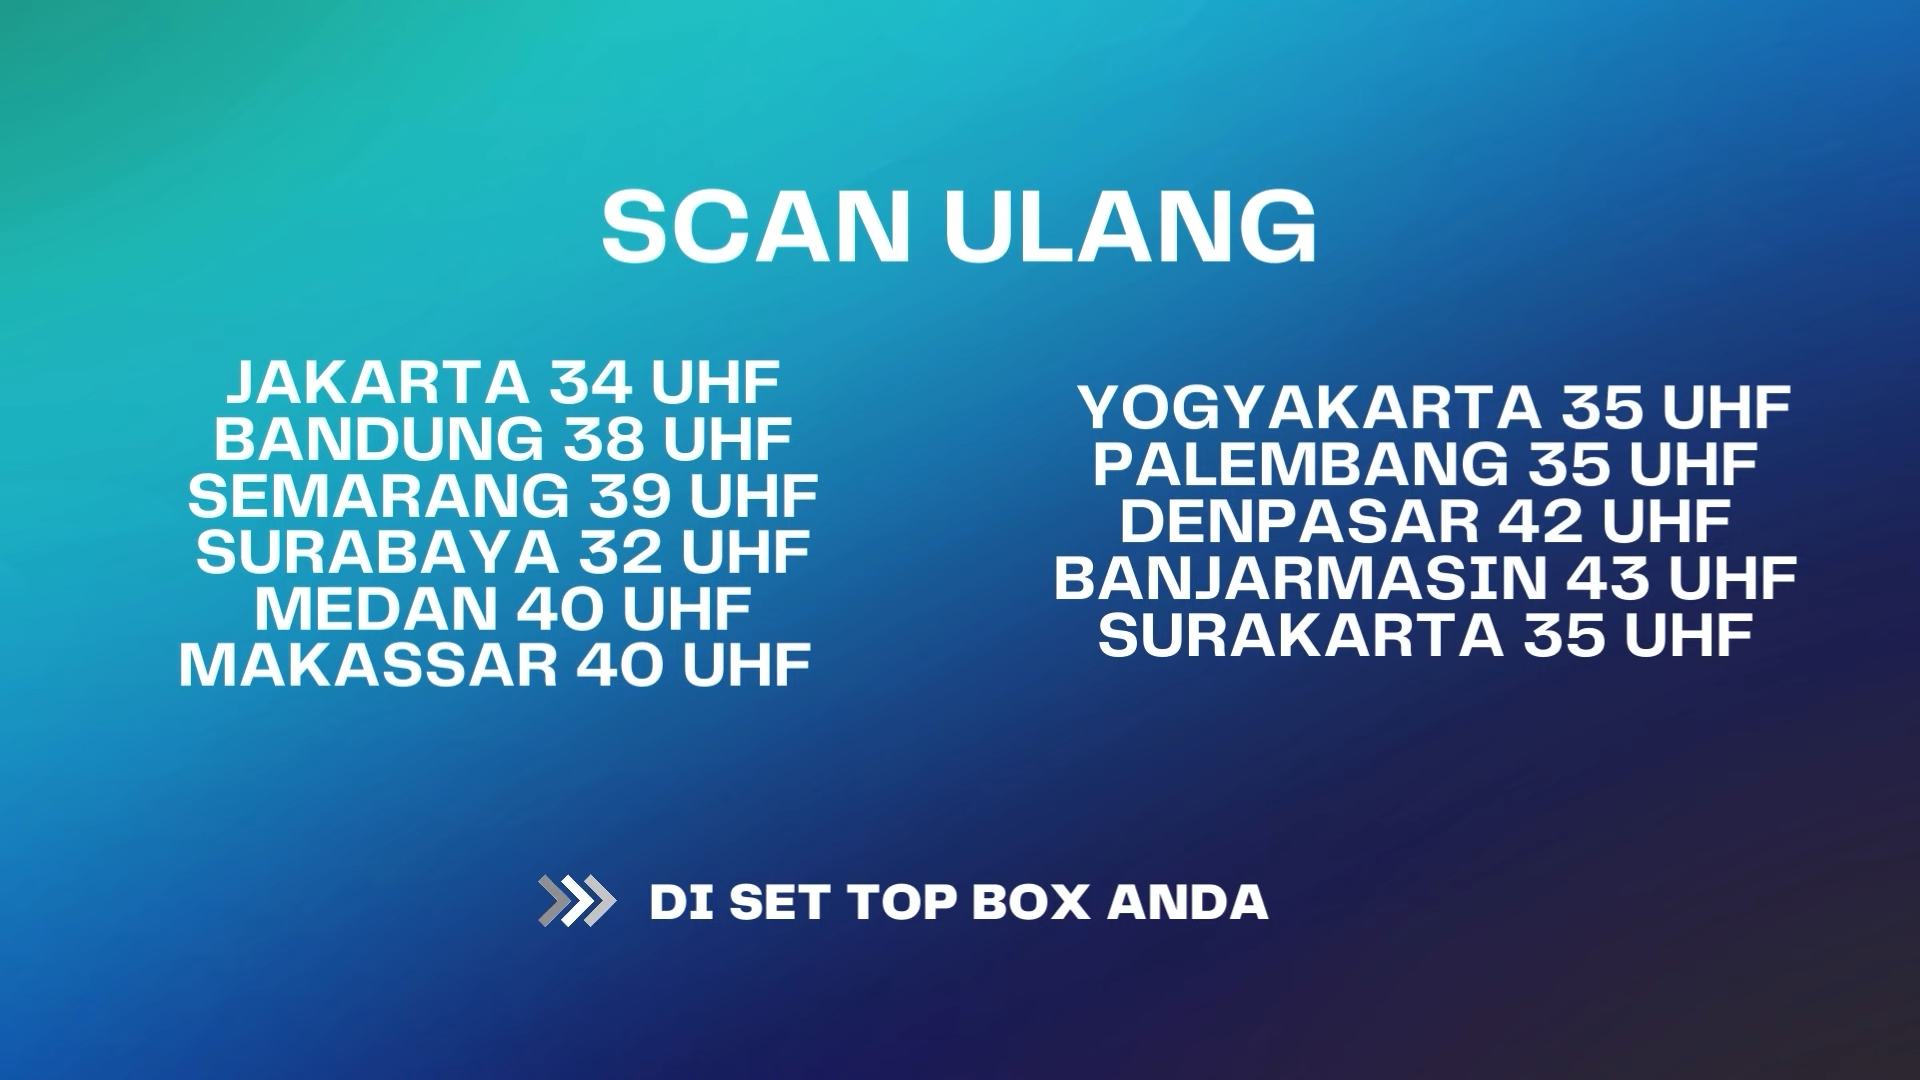 SCAN ULANG
JAKARTA 34 UHF
BANDUNG 38 UHF
SEMARANG 39 UHF
SURABAYA 32 UHF
MEDAN 40 UHF
MAKASSAR 40 UHF
YOGYAKARTA 35 UHF
PALEMBANG 35 UHF
DENPASAR 42 UHF
BANJARMASIN 43 UHF
SURAKARTA 35 UHF
DI SET TOP BOX ANDA